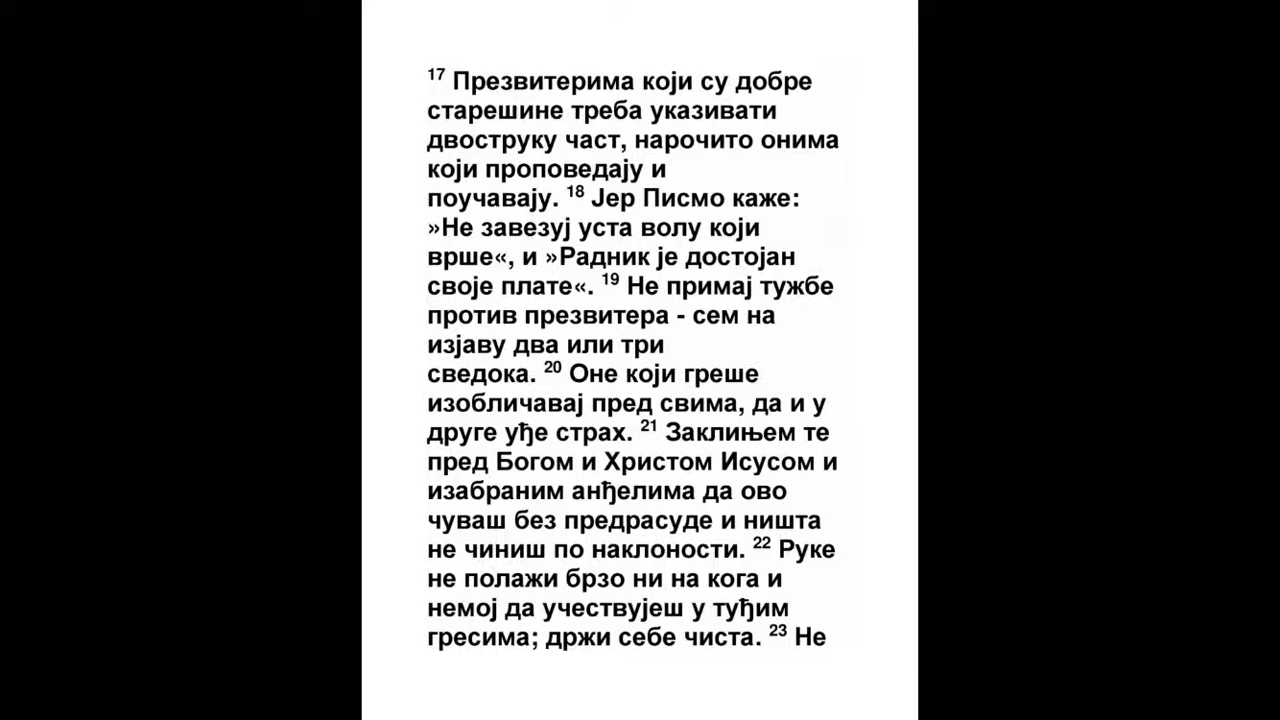 17 Презвитерима који су добре
старешине треба указивати
двоструку част, нарочито онима
који проповедају и
поучавају. 18 Јер Писмо каже:
»Не завезуј уста волу који
врше«, и »Радник је достојан
своје плате«. 19 Не примај тужбе
против презвитера - сем на
изјаву два или три
сведока. 20 Оне који греше
изобличавај пред свима, да и у
друге уђе страх. 21 Заклињем те
пред Богом и Христом Исусом и
изабраним анђелима да ово
чуваш без предрасуде и ништа
не чиниш по наклоности. 22 Руке
не полажи брзо ни на кога и
немој да учествујеш у туђим
гресима; држи себе чиста. 23 Не